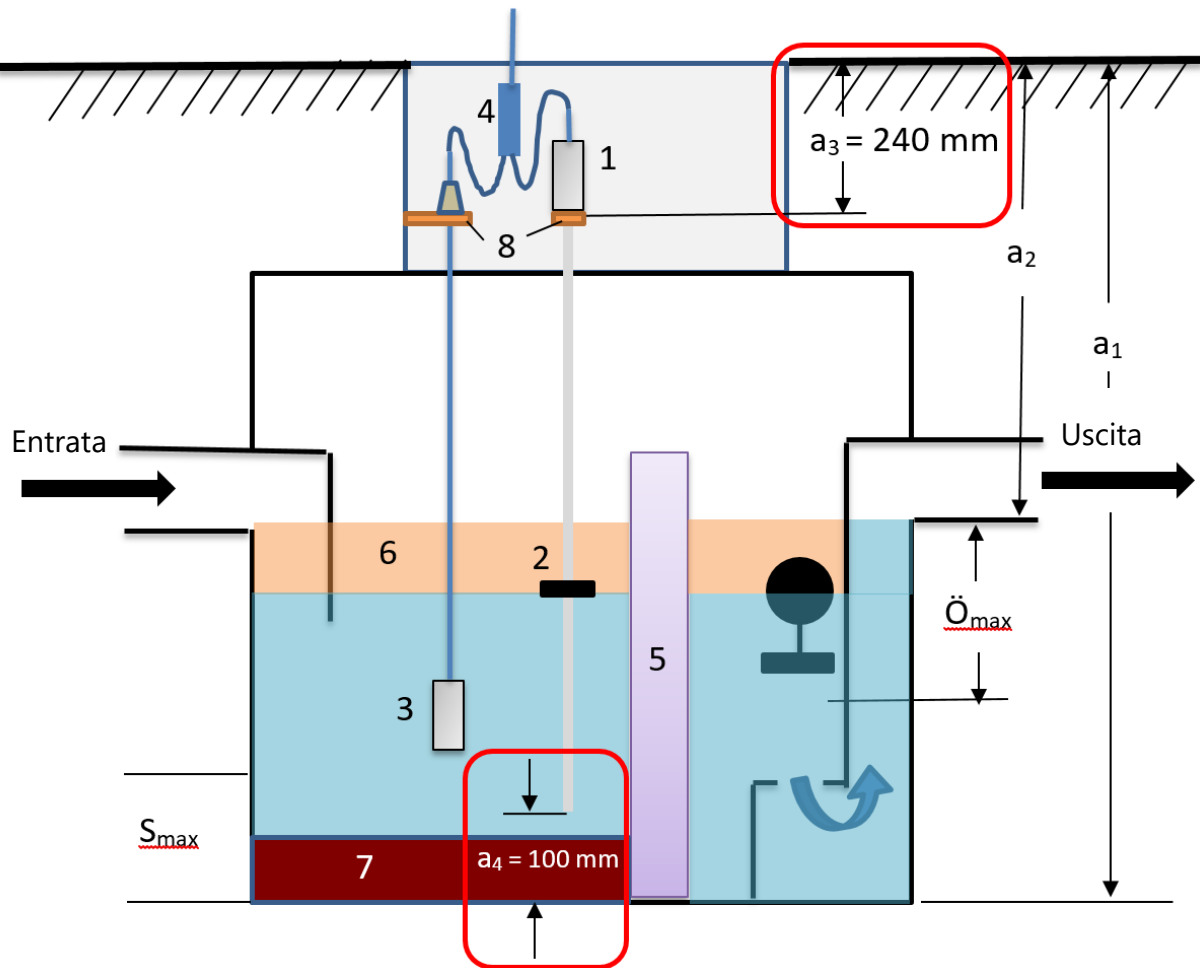 4
1
a₃ = 240 mm
8
a₂
a₁
Entrata
Uscita
6
2
Ömax
5
3
Smax
7
a₄ = 100 mm